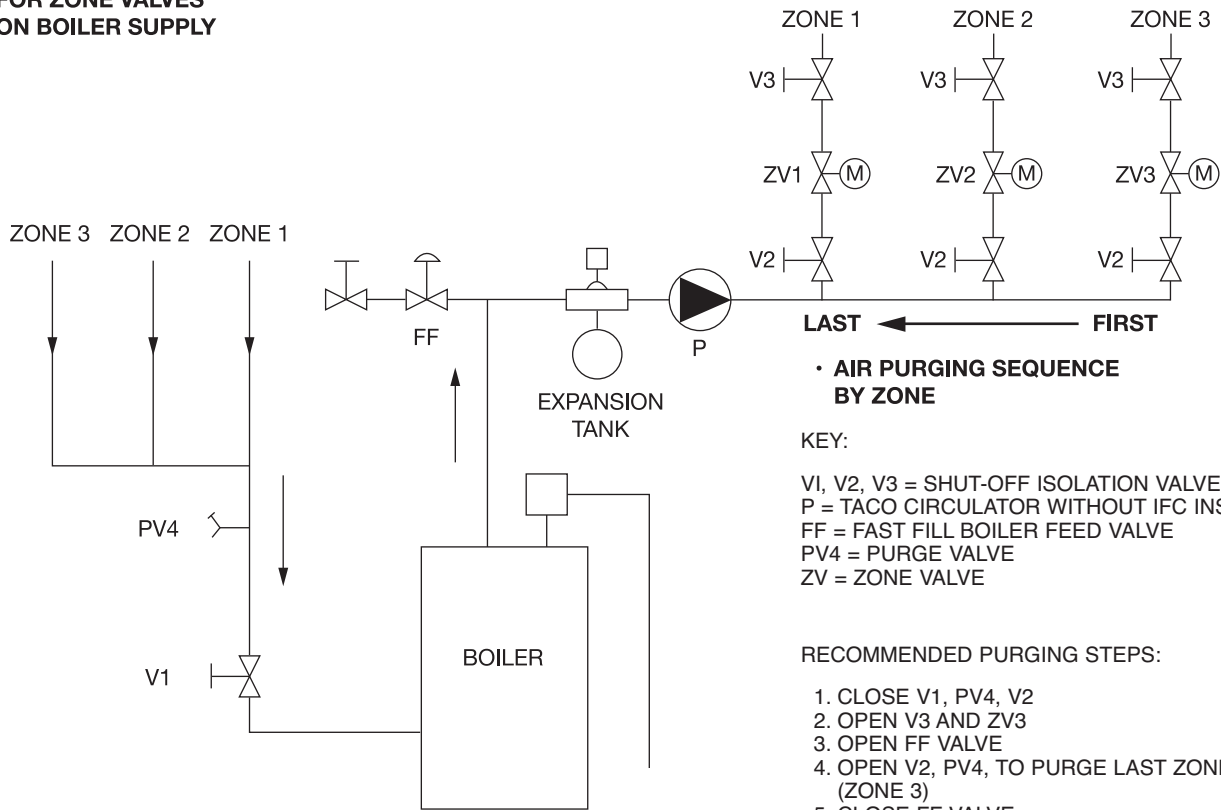 FOR ZONE VALVES
ON BOILER SUPPLY
ZONE 1 ZONE 2 ZONE 3
V3 V3 V3
ZV1 M ZV2 M ZV3 M
V2 V2 V2
ZONE 3 ZONE 2 ZONE 1
FF
P
LAST FIRST
• AIR PURGING SEQUENCE
BY ZONE
EXPANSION
TANK
KEY:
VI, V2, V3 = SHUT-OFF ISOLATION VALVE
P = TACO CIRCULATOR WITHOUT IFC INS
FF = FAST FILL BOILER FEED VALVE
PV4 = PURGE VALVE
ZV = ZONE VALVE
PV4
V1
BOILER
RECOMMENDED PURGING STEPS:
1. CLOSE V1, PV4, V2
2. OPEN V3 AND ZV3
3. OPEN FF VALVE
4. OPEN V2, PV4, TO PURGE LAST ZONE
(ZONE 3)
5. CLOSE FF VALVE